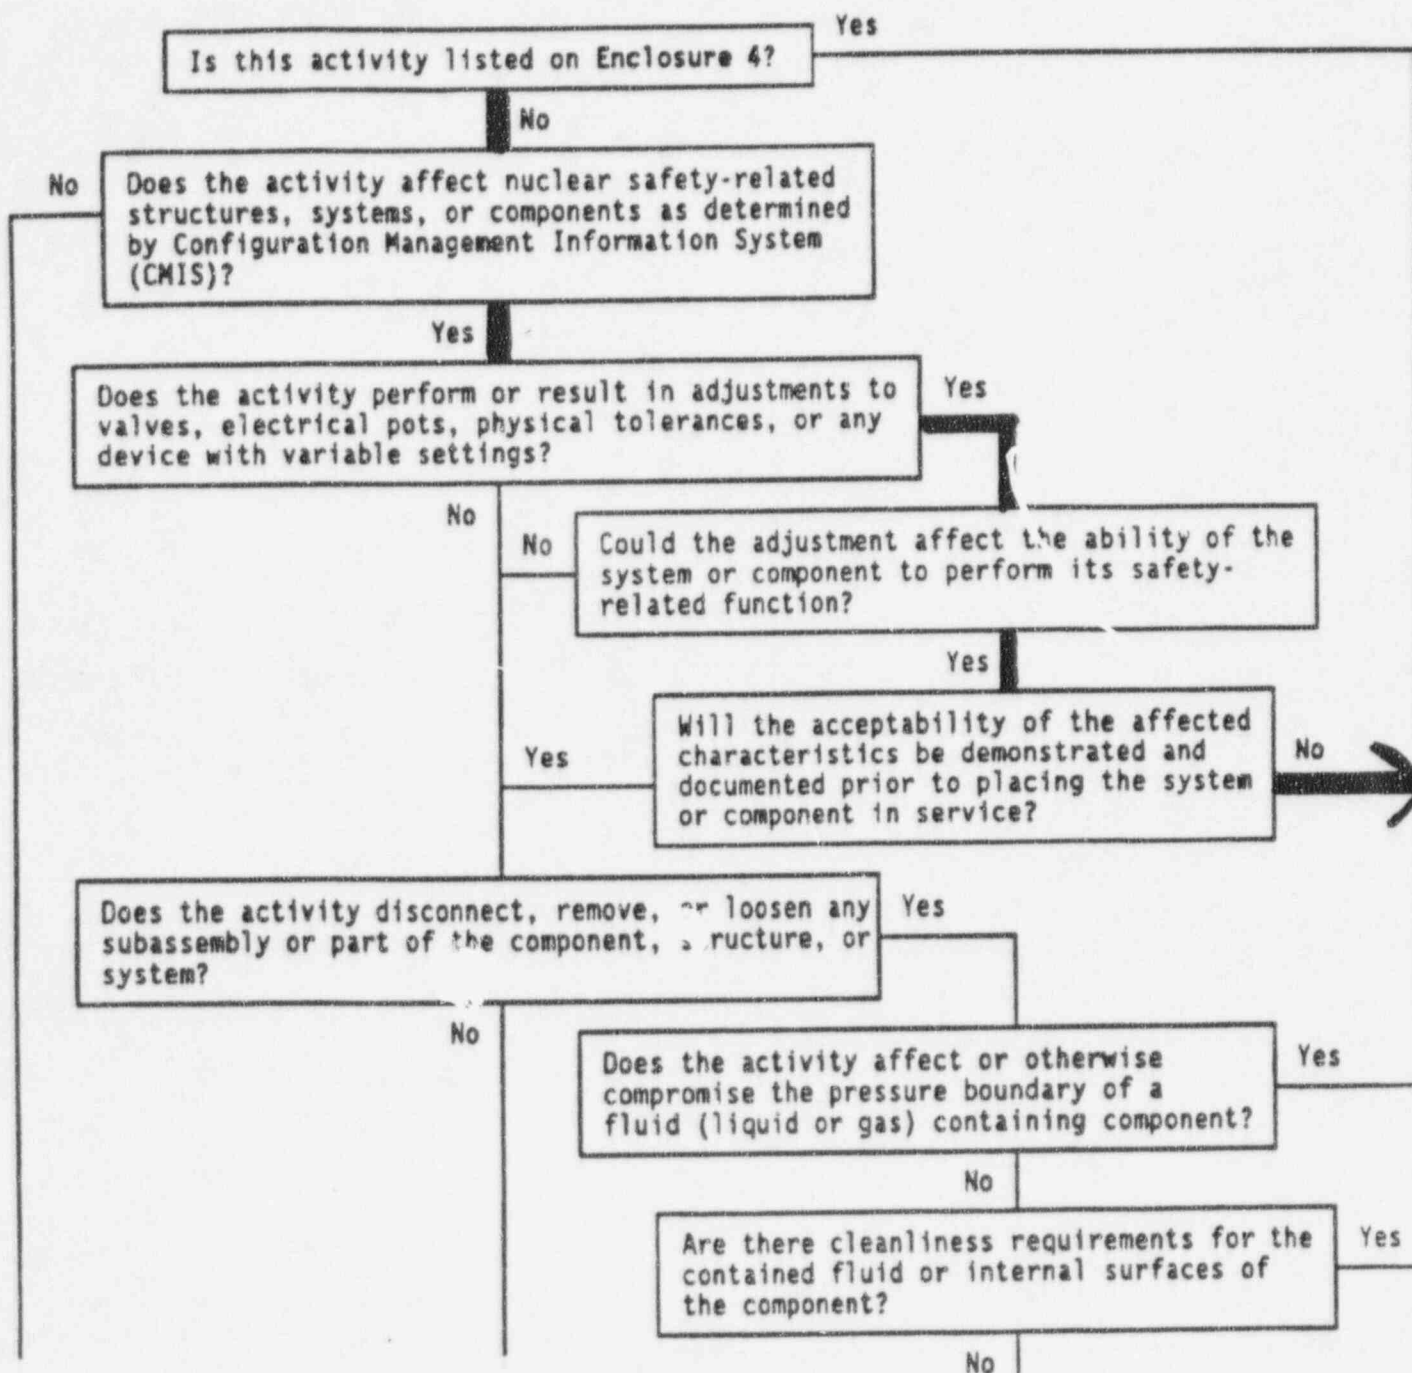 Yes
Is this activity listed on Enclosure 4?
No
No
Does the activity affect nuclear safety-related
structures, systems, or components as determined
by Configuration Management Information System
(CMIS)?
Yes
Does the activity perform or result in adjustments to
valves, electrical pots, physical tolerances, or any
device with variable settings?
Yes
No
No
Could the adjustment affect the ability of the
system or component to perform its safety-
related function?
Yes
Will the acceptability of the affected
characteristics be demonstrated and
documented prior to placing the system
or component in service?
Yes
No
Does the activity disconnect, remove, or loosen any
subassembly or part of the component, structure, or
system?
Yes
No
Does the activity affect or otherwise
compromise the pressure boundary of a
fluid (liquid or gas) containing component?
Yes
No
Are there cleanliness requirements for the
contained fluid or internal surfaces of
the component?
Yes
No